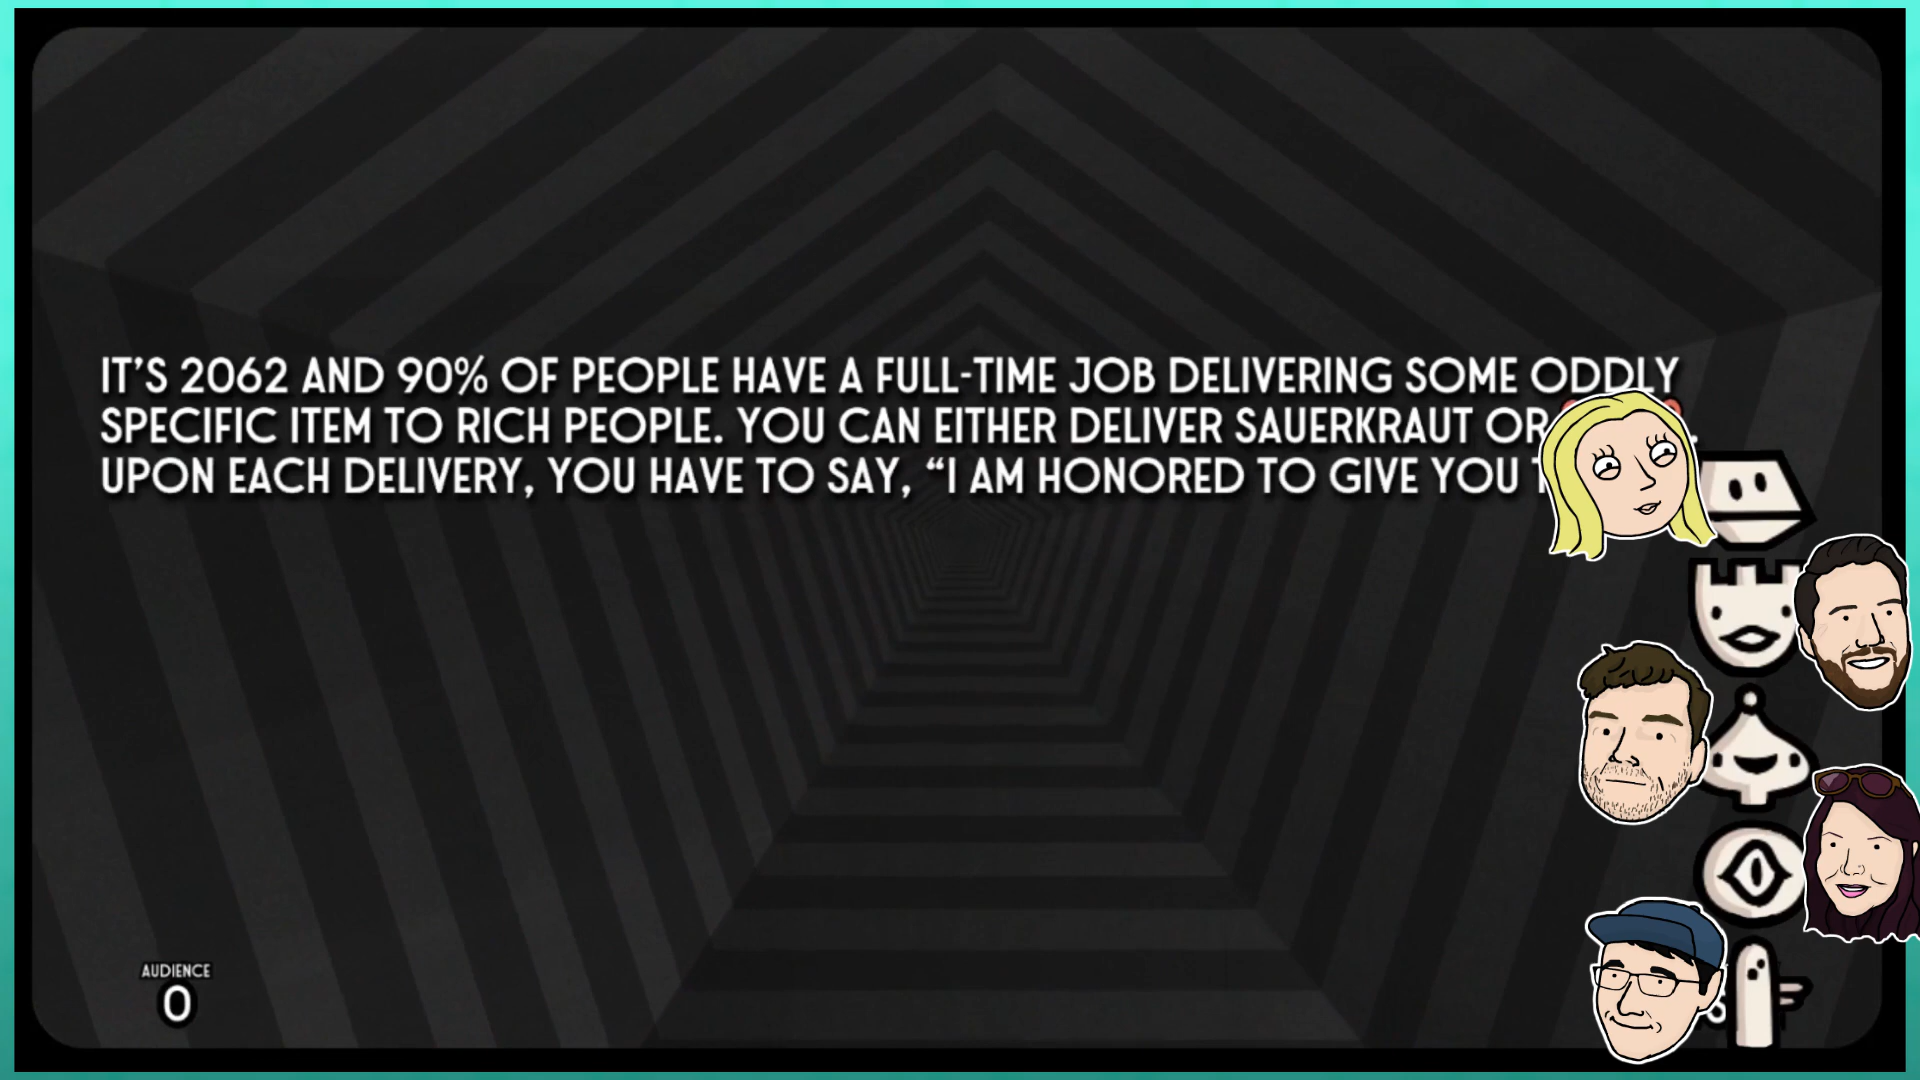 IT'S 2062 AND 90% OF PEOPLE HAVE A FULL-TIME JOB DELIVERING SOME ODDLY
SPECIFIC ITEM TO RICH PEOPLE. YOU CAN EITHER DELIVER SAUERKRAUT OR
UPON EACH DELIVERY, YOU HAVE TO SAY, “I AM HONORED TO GIVE YOU
AUDIENCE
0